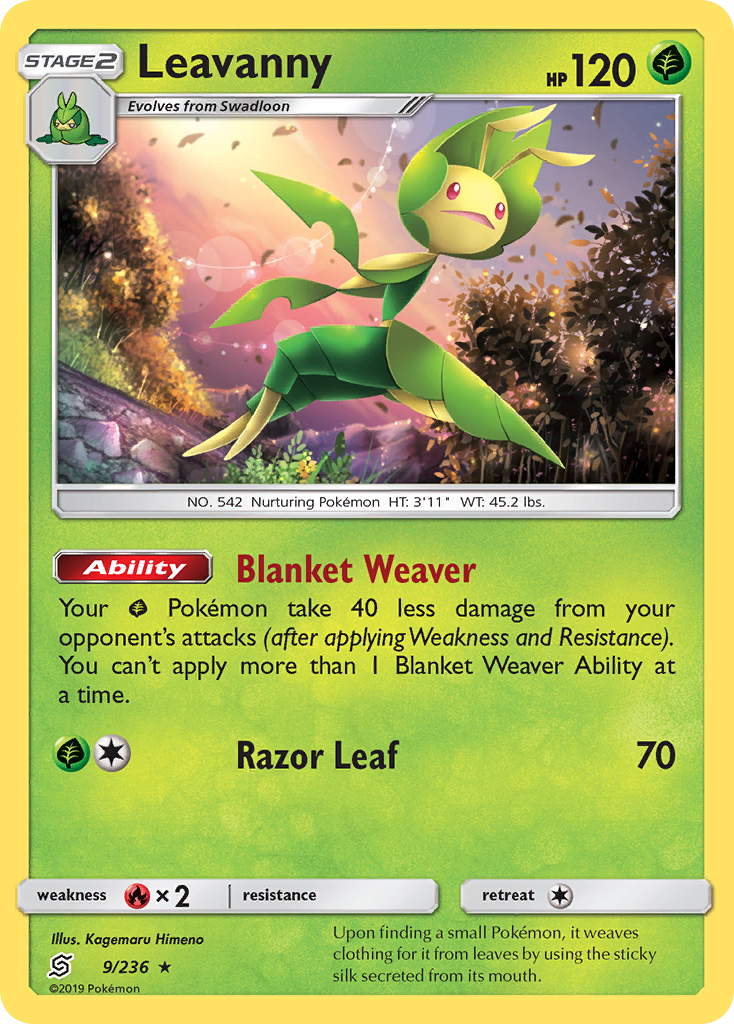 STAGE2
Leavanny
HP 120
Evolves from Swadloon
NO. 542 Nurturing Pokémon HT: 3'11" WT: 45.2 lbs.
Ability Blanket Weaver
Your Pokémon take 40 less damage from your
opponent's attacks (after applying Weakness and Resistance).
You can't apply more than 1 Blanket Weaver Ability at
a time.
Razor Leaf 70
weakness ×2 resistance retreat
Illus. Kagemaru Himeno
9/236 ★
©2019 Pokémon
Upon finding a small Pokémon, it weaves
clothing for it from leaves by using the sticky
silk secreted from its mouth.